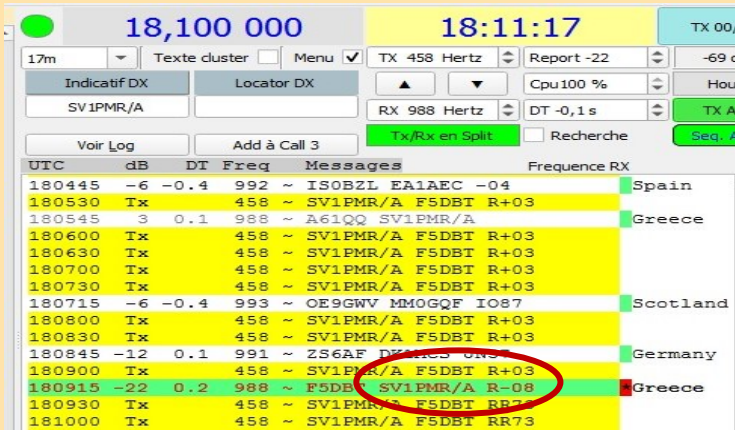 18,100 000 18:11:17 TX 00/
17m Texte cluster Menu TX 458 Hertz Report -22 -69
Indicatif DX Locator DX Cpu100 % Hou
SV1PMR/A RX 988 Hertz DT -0,1 s TX A
Voir Log Add à Call 3 Tx/Rx en Split Recherche Seq. A
UTC dB DT Freq Messages Frequence RX
180445 -6 -0.4 992 ~ IS0BZL EA1AEC -04 Spain
180530 Tx 458 ~ SV1PMR/A F5DBT R+03
180545 3 0.1 988 ~ A61QQ SV1PMR/A Greece
180600 Tx 458 ~ SV1PMR/A F5DBT R+03
180630 Tx 458 ~ SV1PMR/A F5DBT R+03
180700 Tx 458 ~ SV1PMR/A F5DBT R+03
180730 Tx 458 ~ SV1PMR/A F5DBT R+03
180715 -6 -0.4 993 ~ OE9GWV MM0GQF IO87 Scotland
180800 Tx 458 ~ SV1PMR/A F5DBT R+03
180830 Tx 458 ~ SV1PMR/A F5DBT R+03
180845 -12 0.1 991 ~ ZS6AF Germany
180900 Tx 458 ~ SV1PMR/A F5DBT R+03
180915 -22 0.2 988 ~ F5DBT SV1PMR/A R-08 *Greece
180930 Tx 458 ~ SV1PMR/A F5DBT RR73
181000 Tx 458 ~ SV1PMR/A F5DBT RR73